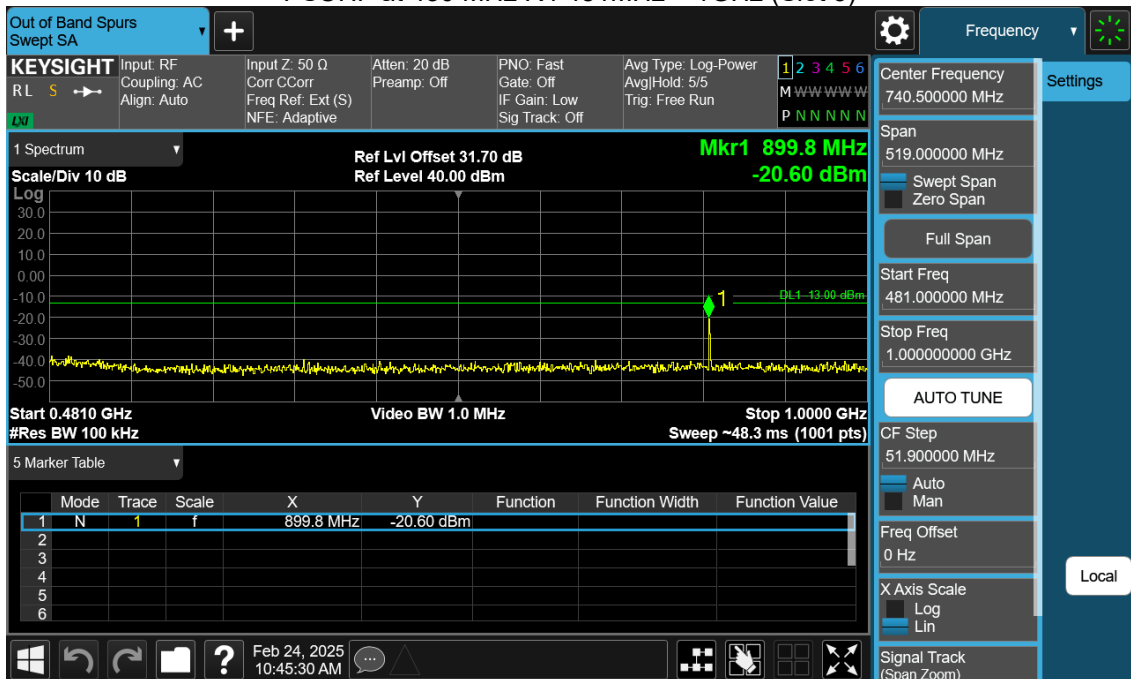 Out of Band Spurs
Swept SA
Frequency
KEYSIGHT
RL S
LXI
Input: RF
Coupling: AC
Align: Auto
Input Z: 50 Ω
Corr CCorr
Freq Ref: Ext (S)
NFE: Adaptive
Atten: 20 dB
Preamp: Off
PNO: Fast
Gate: Off
IF Gain: Low
Sig Track: Off
Avg Type: Log-Power
Avg|Hold: 5/5
Trig: Free Run
1 2 3 4 5 6
M W W W W W
P N N N N N
1 Spectrum
Scale/Div 10 dB
Ref Lvl Offset 31.70 dB
Ref Level 40.00 dBm
Mkr1 899.8 MHz
-20.60 dBm
Log
30.0
20.0
10.0
0.00
-10.0
-20.0
-30.0
-40.0
-50.0
1
DL1 -13.00 dBm
Start 0.4810 GHz
Video BW 1.0 MHz
Stop 1.0000 GHz
#Res BW 100 kHz
Sweep ~48.3 ms (1001 pts)
5 Marker Table
Mode Trace Scale X Y Function Function Width Function Value
1 N 1 f 899.8 MHz -20.60 dBm
2
3
4
5
6
Feb 24, 2025
10:45:30 AM
?
Center Frequency
740.500000 MHz
Span
519.000000 MHz
Swept Span
Zero Span
Full Span
Start Freq
481.000000 MHz
Stop Freq
1.000000000 GHz
AUTO TUNE
CF Step
51.900000 MHz
Auto
Man
Freq Offset
0 Hz
X Axis Scale
Log
Lin
Signal Track
(Span Zoom)
Settings
Local